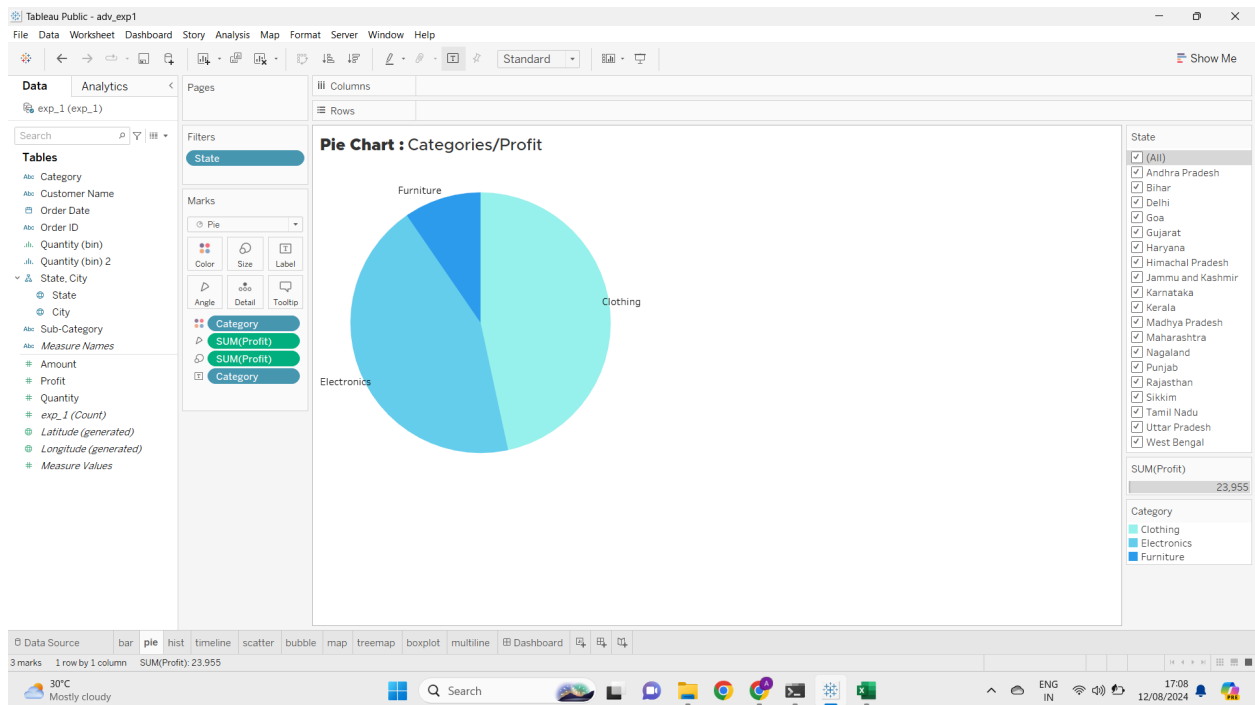 Tableau Public - adv_exp1
File Data Worksheet Dashboard Story Analysis Map Format Statistics Server Window Help
Standard
Show Me
Data Analytics
Pages
Columns
exp_1 (exp_1)
Rows
Search
Filters
Pie Chart : Categories/Profit
State
Tables
State
(All)
Abc Category
Andhra Pradesh
Abc Customer Name
Furniture
Bihar
Marks
Delhi
Order Date
Goa
Abc Order ID
Pie
Gujarat
Quantity (bin)
Haryana
Quantity (bin) 2
Color Size Label
Himachal Pradesh
State, City
Jammu and Kashmir
State
Karnataka
City
Angle Detail Tooltip
Clothing
Kerala
Abc Sub-Category
Category
Madhya Pradesh
Abc Measure Names
SUM(Profit)
Maharashtra
# Amount
SUM(Profit)
Nagaland
# Profit
Category
Electronics
Punjab
# Quantity
Rajasthan
# exp_1 (Count)
Sikkim
Latitude (generated)
Tamil Nadu
Longitude (generated)
Uttar Pradesh
# Measure Values
West Bengal
SUM(Profit)
23,955
Category
Clothing
Electronics
Furniture
Data Source bar pie hist timeline scatter bubble map treemap boxplot multiline Dashboard
3 marks 1 row by 1 column SUM(Profit): 23,955
30°C
Mostly cloudy
Search
ENG
IN
17:08
12/08/2024
PRE